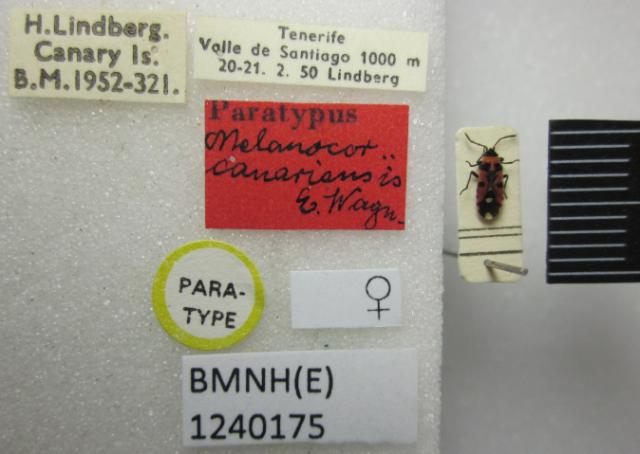 H.Lindberg.
Canary Is.
B.M.1952-321.
Tenerife
Valle de Santiago 1000 m
20-21. 2. 50 Lindberg
Paratypus
Melanocor..
canariensis
E. Wagn.
PARA-
TYPE
♀
BMNH(E)
1240175